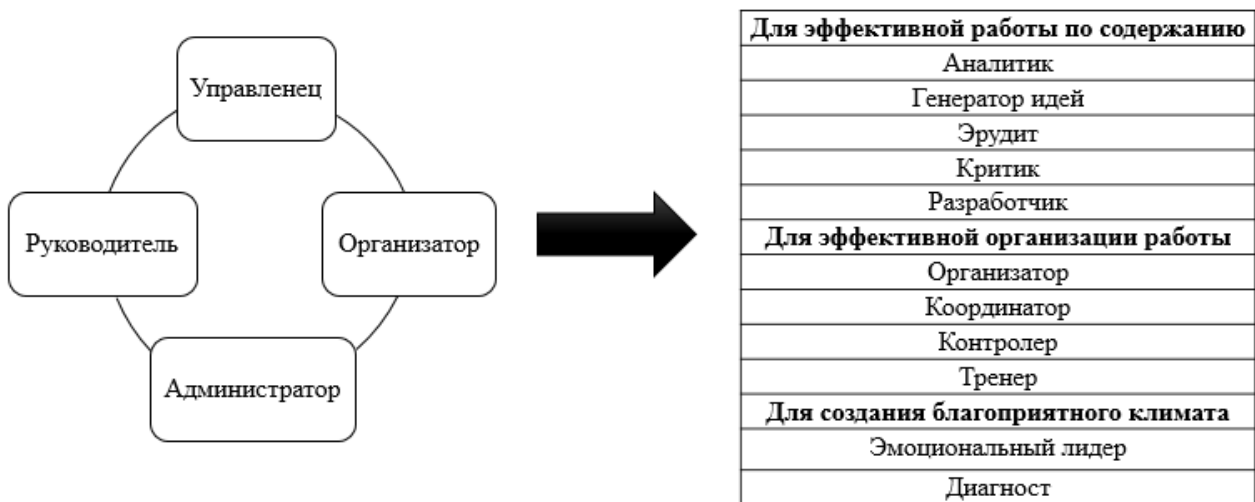 Управленец
Руководитель
Организатор
Администратор
Для эффективной работы по содержанию
Аналитик
Генератор идей
Эрудит
Критик
Разработчик
Для эффективной организации работы
Организатор
Координатор
Контролер
Тренер
Для создания благоприятного климата
Эмоциональный лидер
Диагност